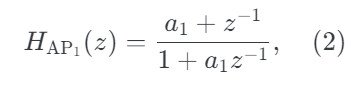 H_{AP_1}(z) = \frac{a_1 + z^{-1}}{1 + a_1 z^{-1}}, (2)